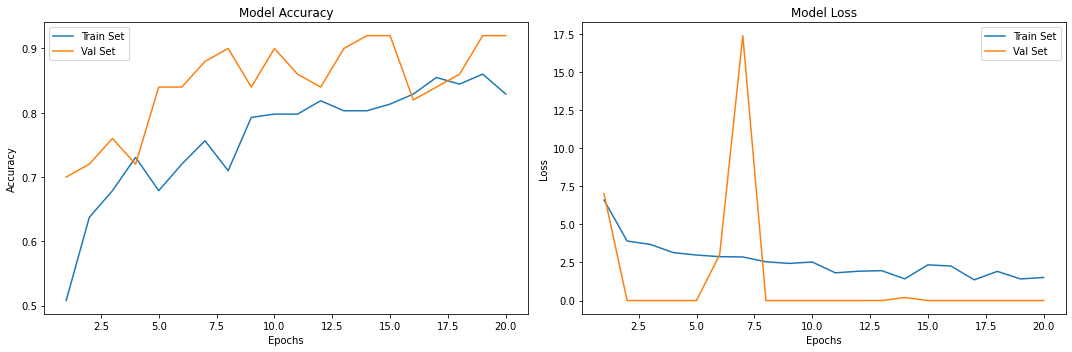 Model Accuracy
Train Set
Val Set
Accuracy
0.9
0.8
0.7
0.6
0.5
2.5 5.0 7.5 10.0 12.5 15.0 17.5 20.0
Epochs
Model Loss
Train Set
Val Set
Loss
17.5
15.0
12.5
10.0
7.5
5.0
2.5
0.0
2.5 5.0 7.5 10.0 12.5 15.0 17.5 20.0
Epochs